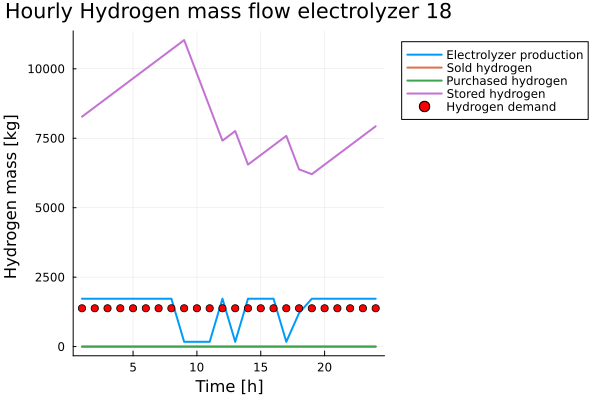 Hourly Hydrogen mass flow electrolyzer 18
Electrolyzer production
Sold hydrogen
Purchased hydrogen
Stored hydrogen
Hydrogen demand
Hydrogen mass [kg]
10000
7500
5000
2500
0
5
10
15
20
Time [h]